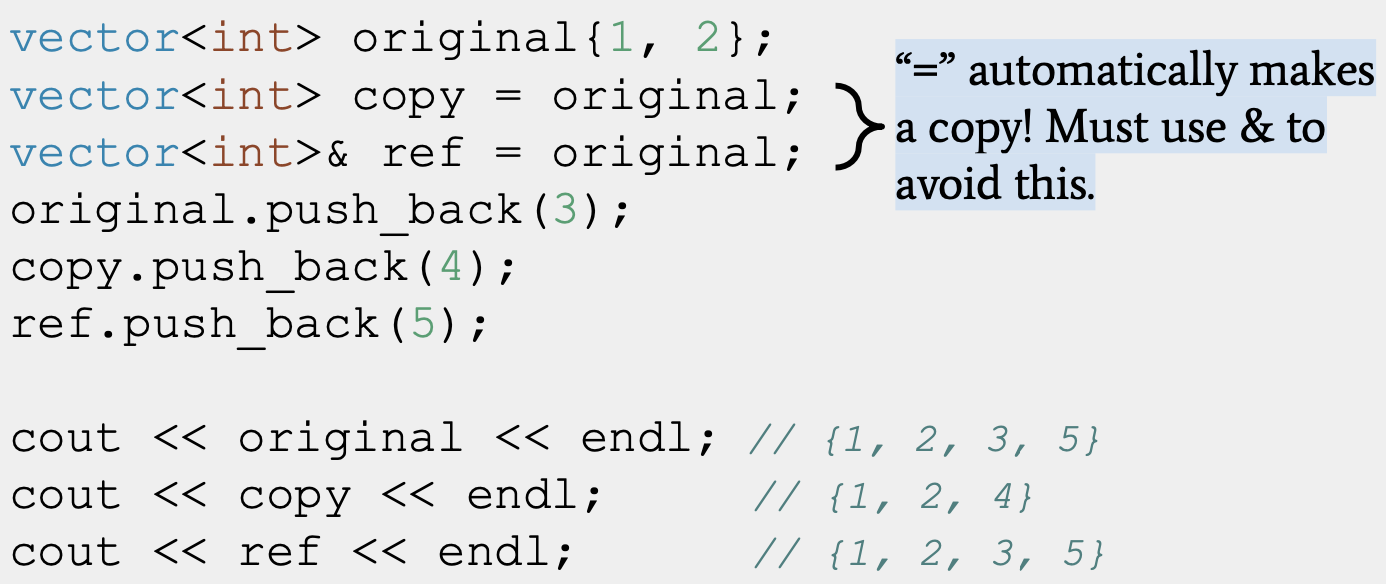 vector<int> original{1, 2};
vector<int> copy = original;
vector<int>& ref = original;
“=” automatically makes
a copy! Must use & to
avoid this.
original.push_back(3);
copy.push_back(4);
ref.push_back(5);
cout << original << endl; // {1, 2, 3, 5}
cout << copy << endl;     // {1, 2, 4}
cout << ref << endl;      // {1, 2, 3, 5}